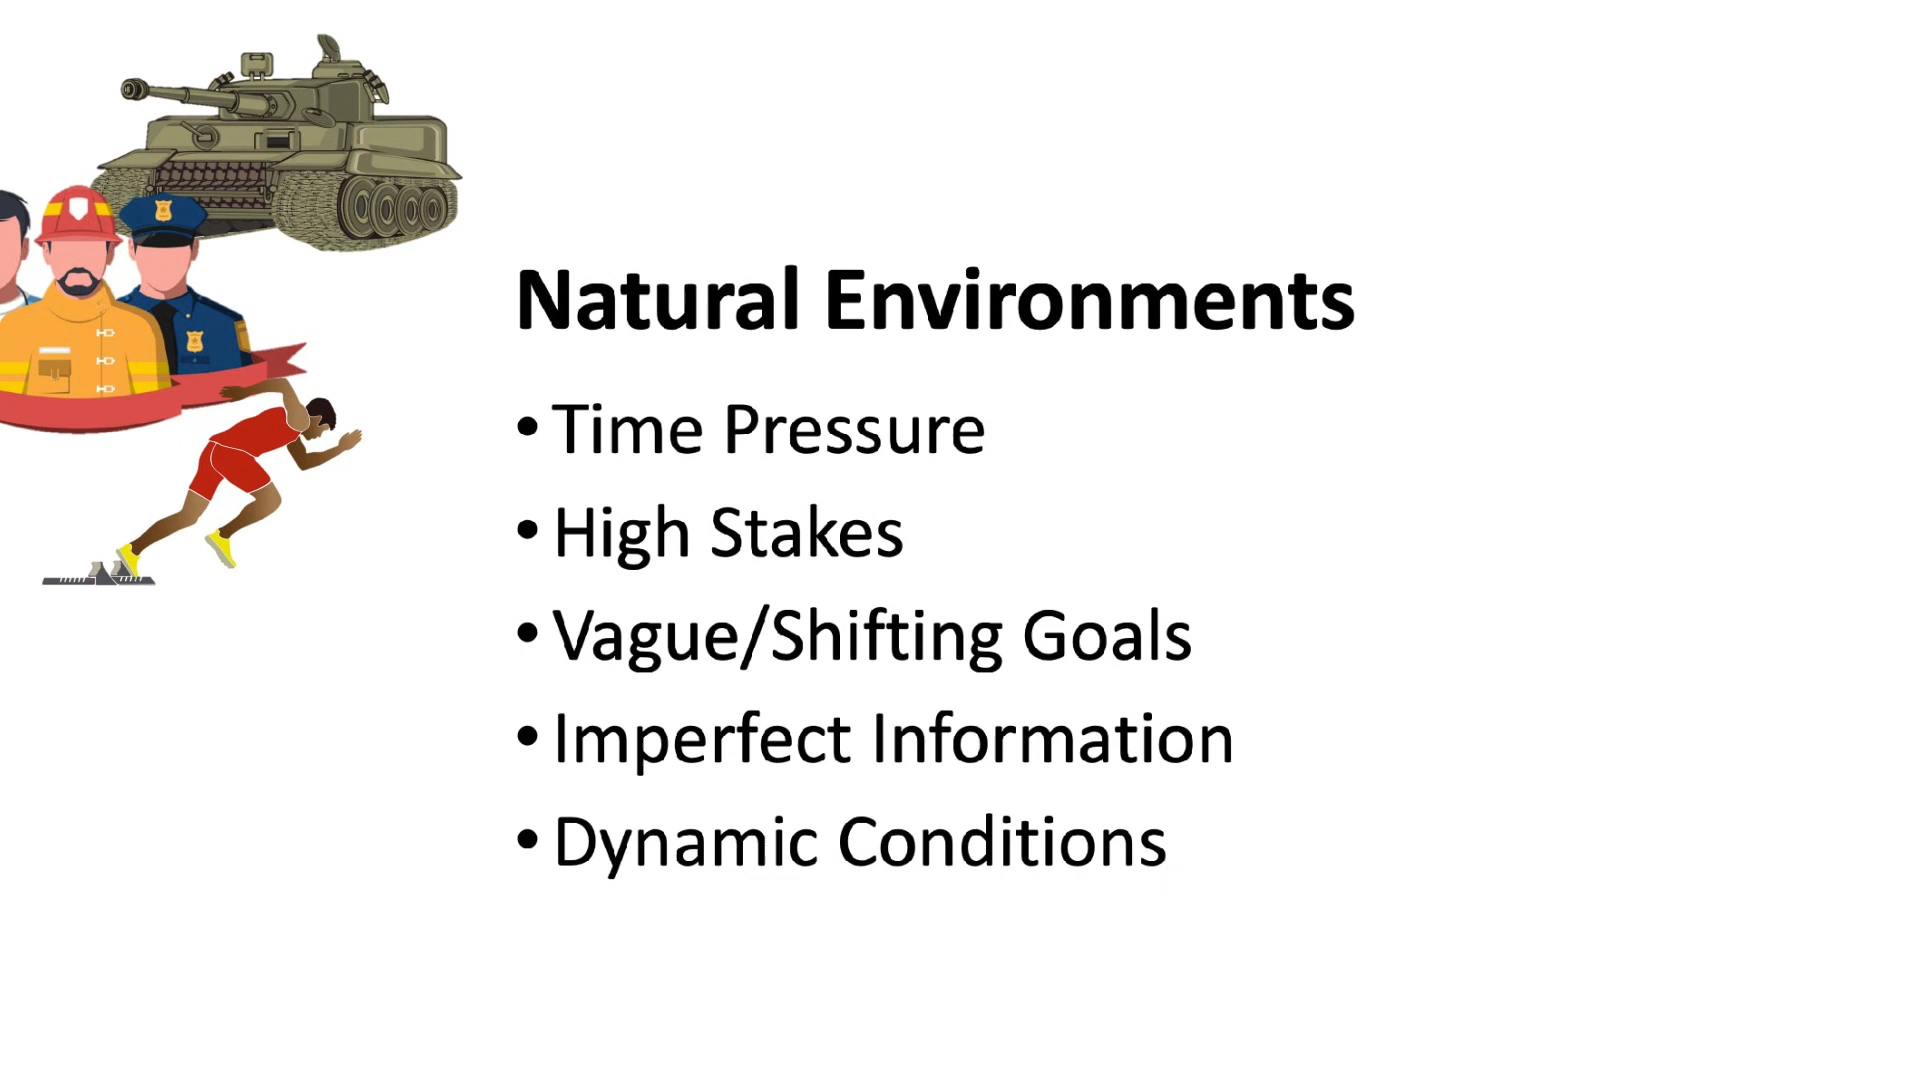 Natural Environments
• Time Pressure
• High Stakes
• Vague/Shifting Goals
• Imperfect Information
• Dynamic Conditions